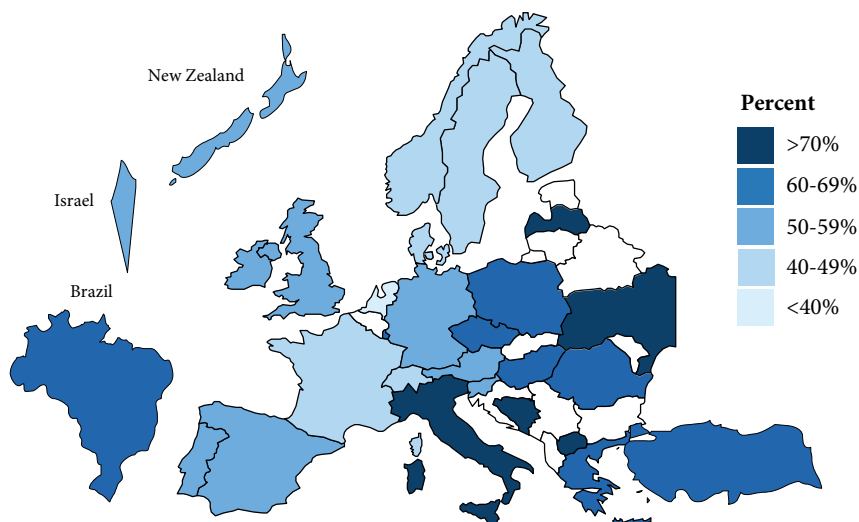 New Zealand
Israel
Brazil
Percent
>70%
60-69%
50-59%
40-49%
<40%